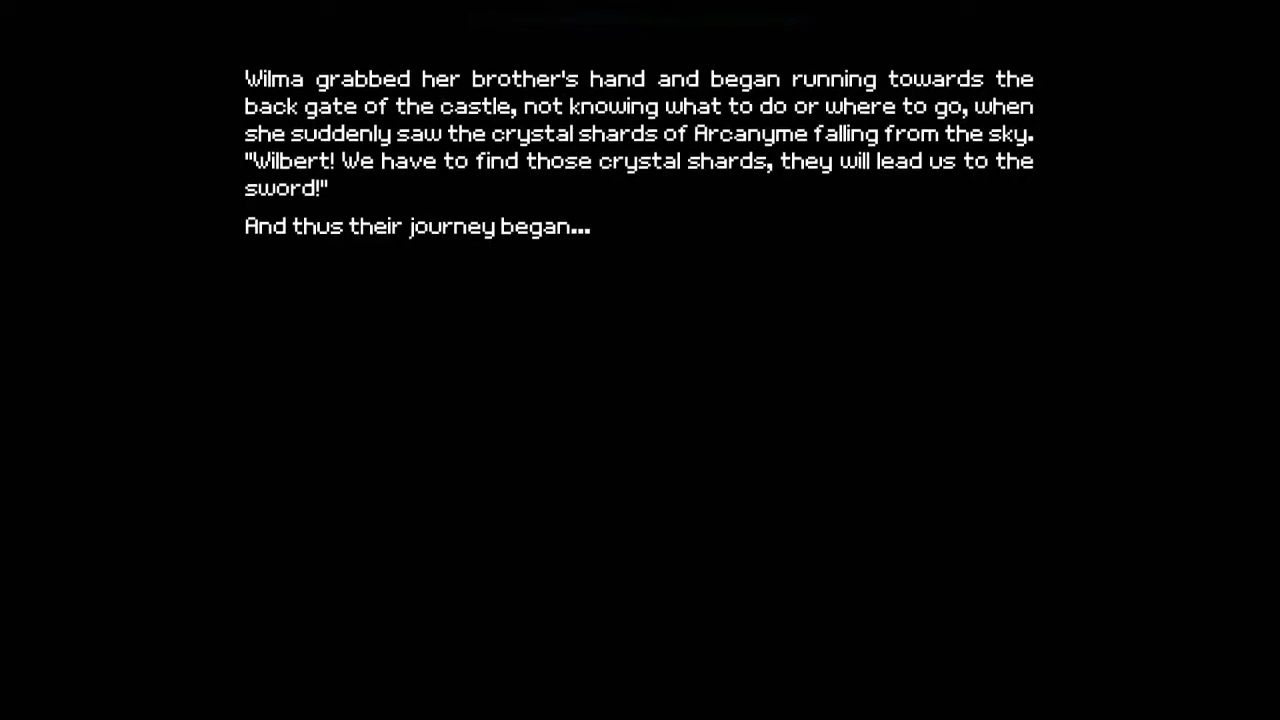 Wilma grabbed her brother's hand and began running towards the
back gate of the castle, not knowing what to do or where to go, when
she suddenly saw the crystal shards of Arcanyme falling from the sky.
"Wilbert! We have to find those crystal shards, they will lead us to the
sword!"
And thus their journey began...